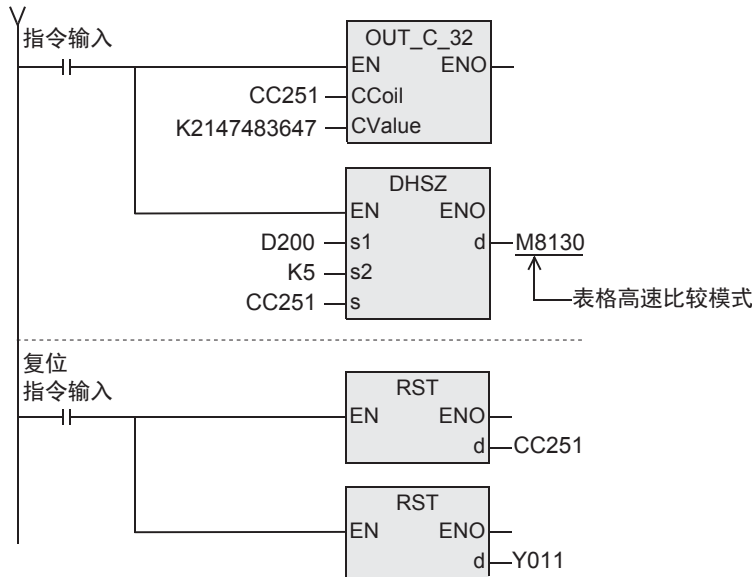 指令输入
OUT_C_32
EN ENO
CC251 CCoil
K2147483647 CValue
DHSZ
EN ENO
D200 s1 d M8130
K5 s2
CC251 s
表格高速比较模式
复位
指令输入
RST
EN ENO
d CC251
RST
EN ENO
d Y011